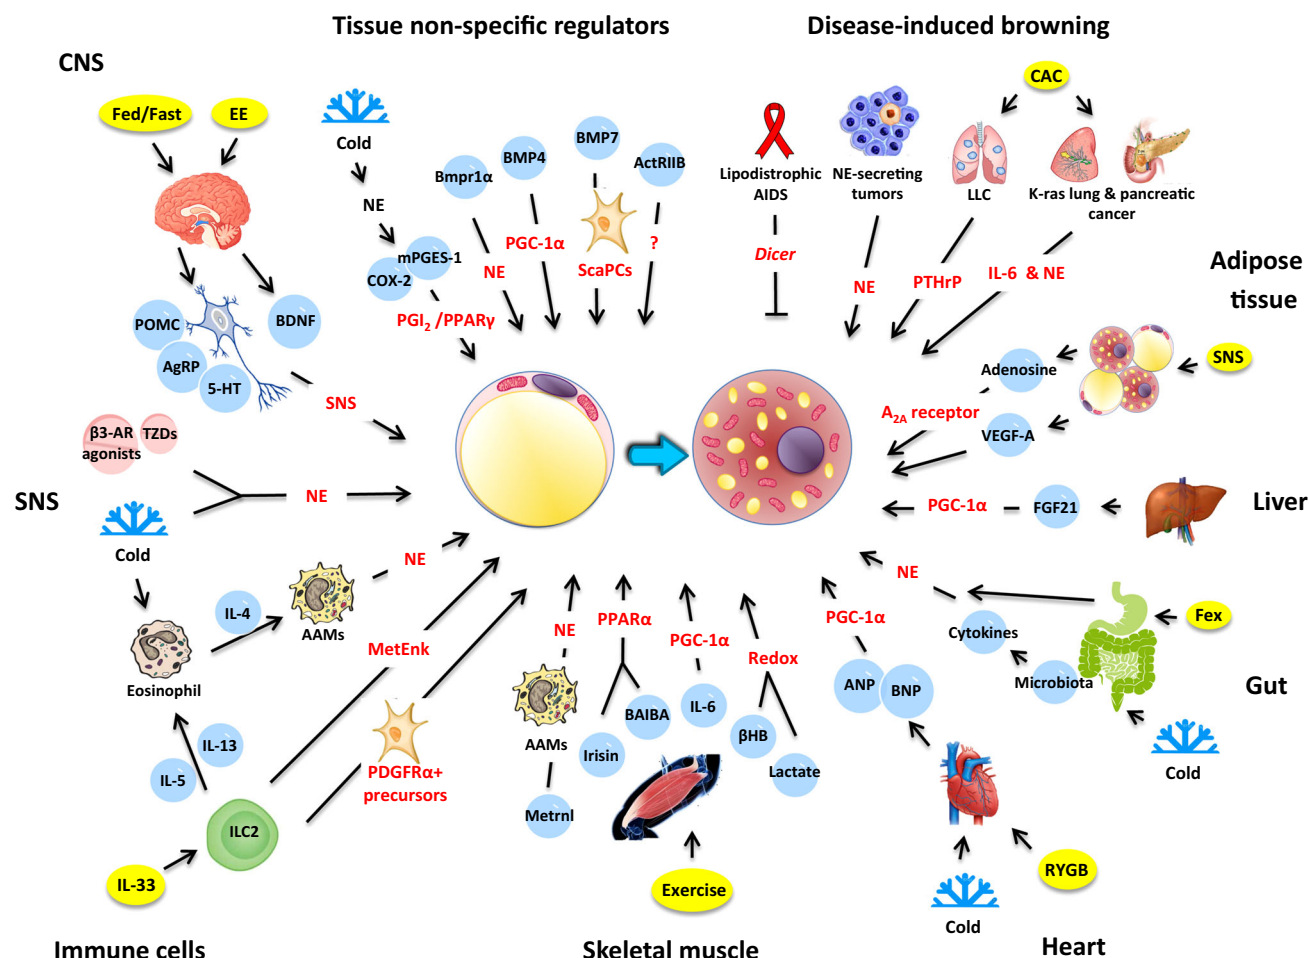 Tissue non-specific regulators
Disease-induced browning
CNS
Fed/Fast
EE
POMC
AgRP
5-HT
BDNF
SNS
Cold
NE
COX-2
mPGES-1
PGI2 /PPARγ
Bmpr1α
NE
BMP4
PGC-1α
BMP7
ScaPCs
ActRIIB
?
Lipodistrophic
AIDS
Dicer
NE-secreting
tumors
NE
CAC
LLC
PTHrP
K-ras lung & pancreatic
cancer
IL-6 & NE
Adipose
tissue
SNS
Adenosine
A2A receptor
VEGF-A
Liver
FGF21
PGC-1α
Gut
Fex
Cytokines
Microbiota
NE
Cold
SNS
β3-AR
agonists
TZDs
NE
Cold
Eosinophil
IL-4
AAMs
NE
MetEnk
IL-13
IL-5
PDGFRα+
precursors
ILC2
IL-33
Immune cells
NE
AAMs
Metrnl
PPARα
Irisin
BAIBA
PGC-1α
IL-6
Redox
βHB
Lactate
Exercise
Skeletal muscle
PGC-1α
ANP
BNP
Cold
RYGB
Heart